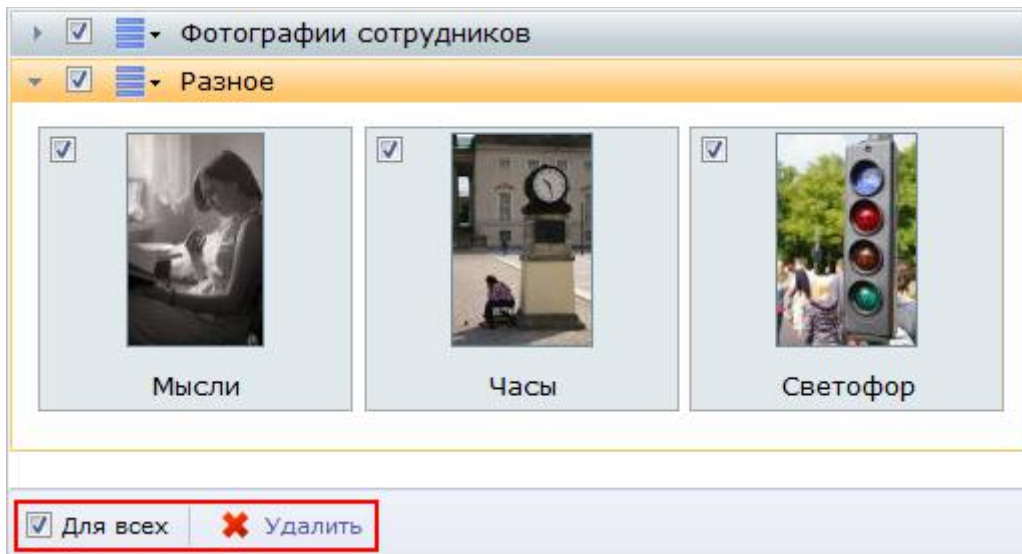 Фотографии сотрудников
Разное
Мысли Часы Светофор
Для всех Удалить